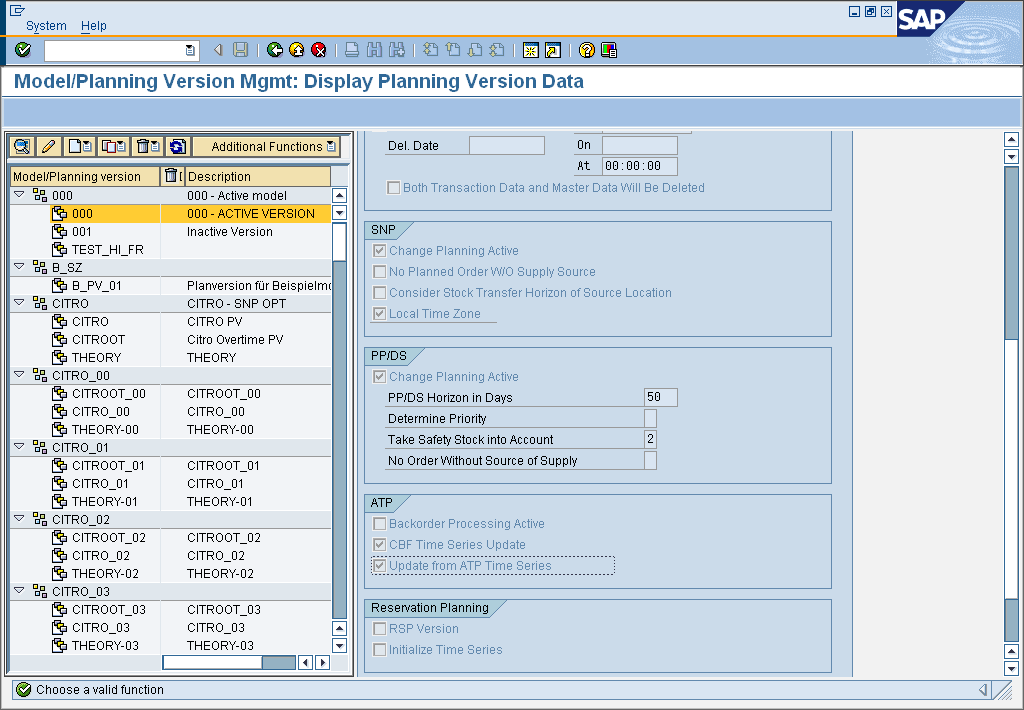 System Help
SAP
Model/Planning Version Mgmt: Display Planning Version Data
Additional Functions
Model/Planning version Description
000 000 - Active model
000 000 - ACTIVE VERSION
001 Inactive Version
TEST_HI_FR
B_SZ
B_PV_01 Planversion für Beispielmo
CITRO CITRO - SNP OPT
CITRO CITRO PV
CITROOT Citro Overtime PV
THEORY THEORY
CITRO_00
CITROOT_00 CITROOT_00
CITRO_00 CITRO_00
THEORY-00 THEORY-00
CITRO_01
CITROOT_01 CITROOT_01
CITRO_01 CITRO_01
THEORY-01 THEORY-01
CITRO_02
CITROOT_02 CITROOT_02
CITRO_02 CITRO_02
THEORY-02 THEORY-02
CITRO_03
CITROOT_03 CITROOT_03
CITRO_03 CITRO_03
THEORY-03 THEORY-03
Del. Date On
At 00:00:00
Both Transaction Data and Master Data Will Be Deleted
SNP
Change Planning Active
No Planned Order W/O Supply Source
Consider Stock Transfer Horizon of Source Location
Local Time Zone
PP/DS
Change Planning Active
PP/DS Horizon in Days 50
Determine Priority
Take Safety Stock into Account 2
No Order Without Source of Supply
ATP
Backorder Processing Active
CBF Time Series Update
Update from ATP Time Series
Reservation Planning
RSP Version
Initialize Time Series
Choose a valid function